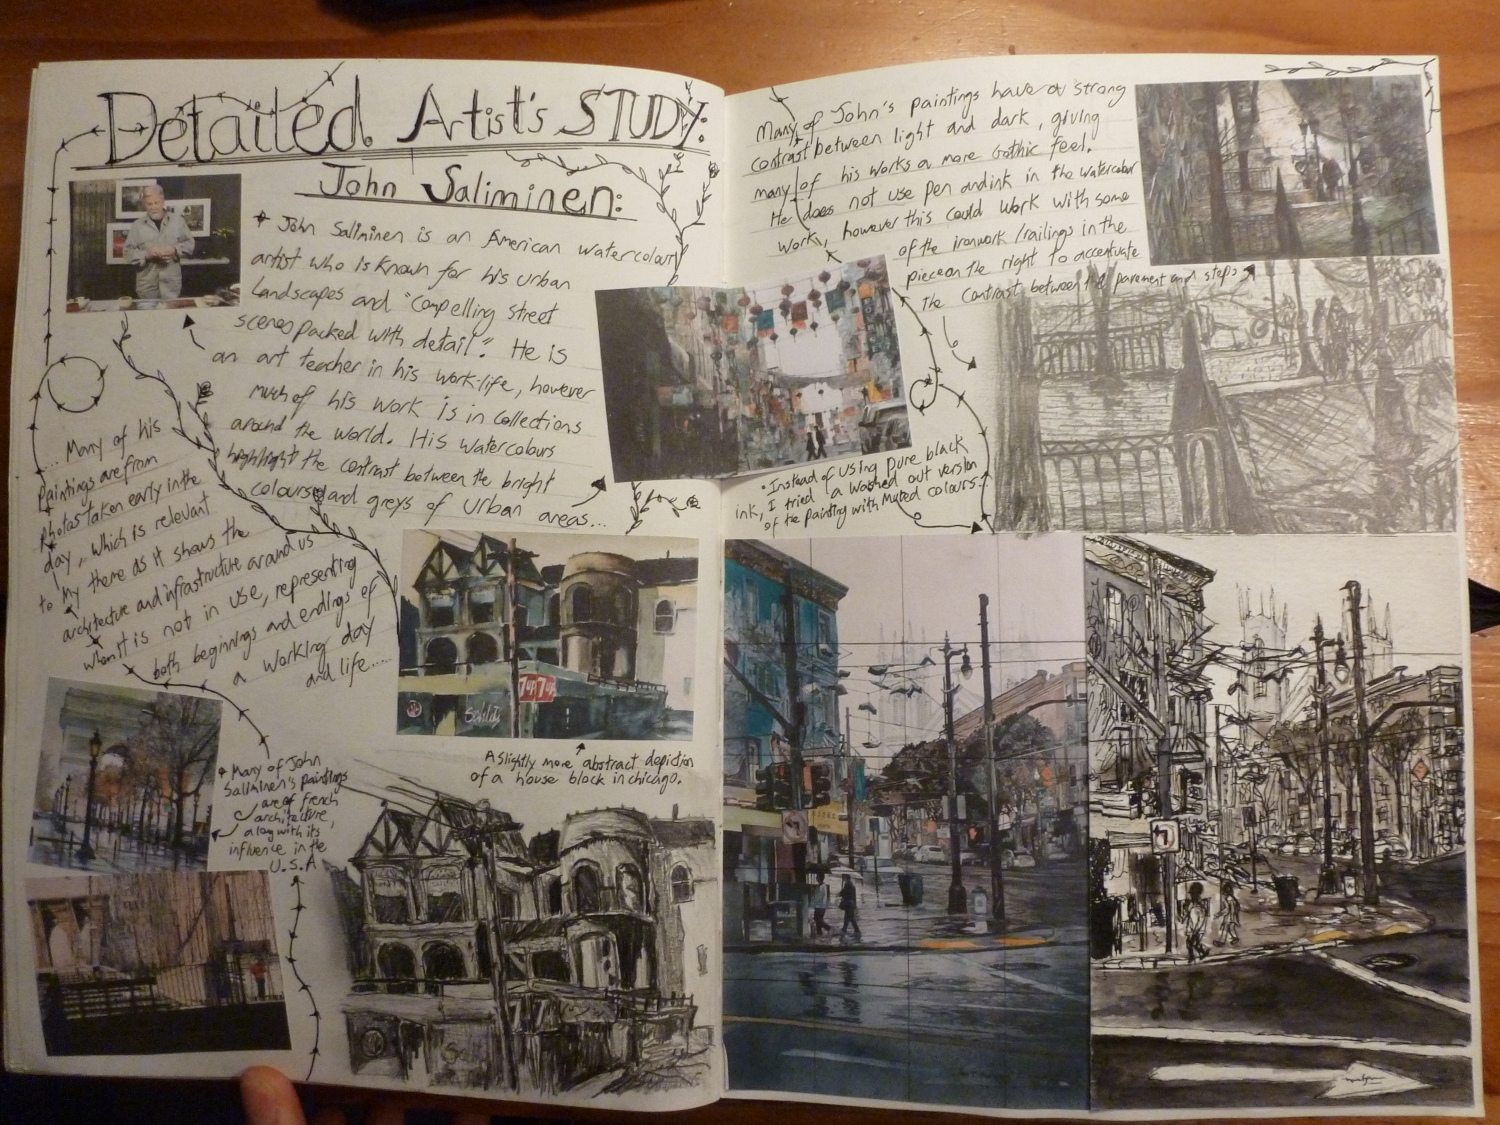 Detailed Artist's STUDY:
John Saliminen:
John Saliminen is an American watercolour
artist who is known for his urban
landscapes and "compelling street
scenes packed with detail". He is
an art teacher in his work-life, however
much of his work is in collections
around the world. His watercolours
highlight the contrast between the bright
colours and greys of urban areas...
... Many of his
paintings are from
photos taken early in the
day, which is relevant
to my theme as it shows the
architecture and infrastructure around us
when it is not in use, representing
both beginnings and endings of
a working day
and life....
Many of John
Saliminen's paintings
are of french
architecture,
along with its
influence in the
U.S.A
7up 7up
Schlitz
A slightly more abstract depiction
of a house block in chicago.
Many of John's paintings have a strong
contrast between light and dark, giving
many of his works a more Gothic feel.
He does not use pen and ink in the watercolour
work, however this could work with some
of the ironwork/railings in the
piece on the right to accentuate
the contrast between the pavement and steps
• Instead of using pure black
ink, I tried a washed out version
of the painting with muted colours!